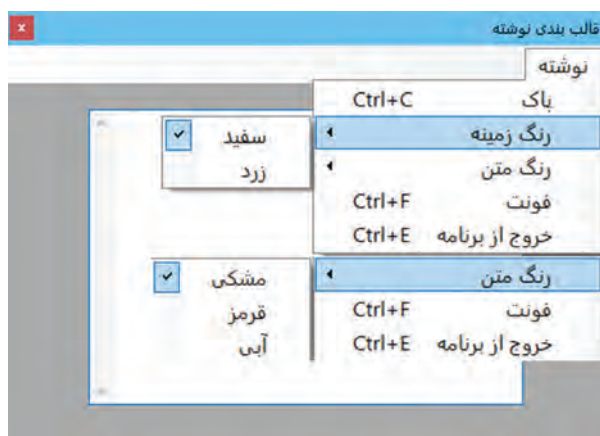 قالب بندی نوشته
x
نوشته
پاک Ctrl+C
رنگ زمینه
سفید
رنگ متن
زرد
فونت Ctrl+F
خروج از برنامه Ctrl+E
رنگ متن
مشکی
فونت Ctrl+F
قرمز
خروج از برنامه Ctrl+E
آبی